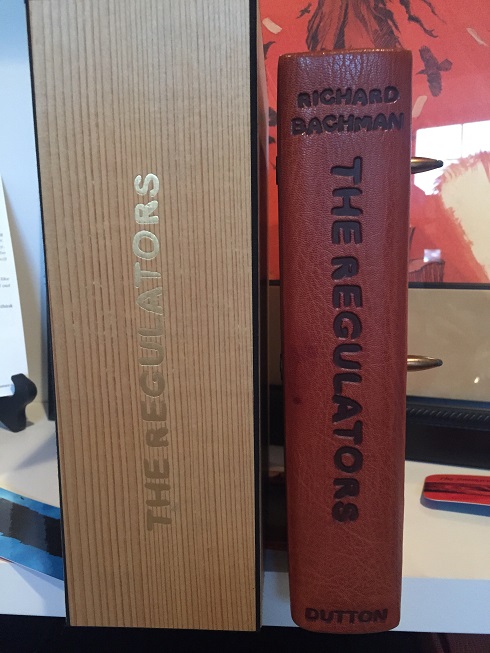 THE REGULATORS
RICHARD
BACHMAN
THE REGULATORS
DUTTON